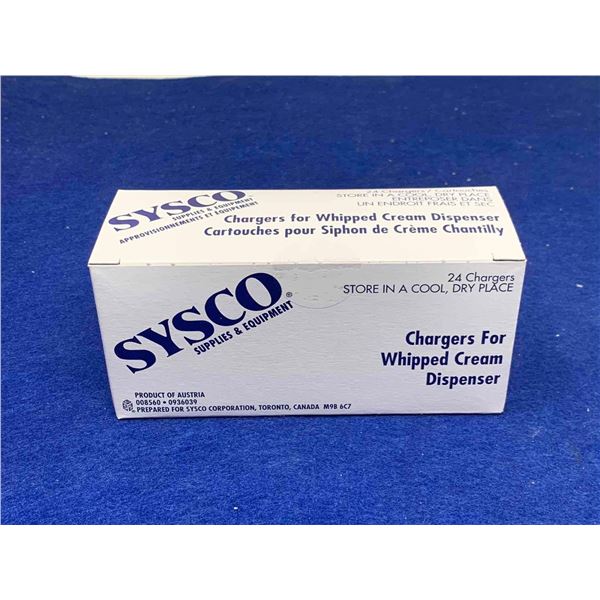 24 Chargers / Cartouches
STORE IN A COOL, DRY PLACE
ENTREPOSER DANS
UN ENDROIT FRAIS ET SEC
SYSCO
SUPPLIES & EQUIPMENT
APPROVISIONNEMENTS ET EQUIPEMENT
Chargers for Whipped Cream Dispenser
Cartouches pour Siphon de Crème Chantilly
24 Chargers
STORE IN A COOL, DRY PLACE
SYSCO®
SUPPLIES & EQUIPMENT
Chargers For
Whipped Cream
Dispenser
PRODUCT OF AUSTRIA
008560 • 0936039
PREPARED FOR SYSCO CORPORATION, TORONTO, CANADA M9B 6C7